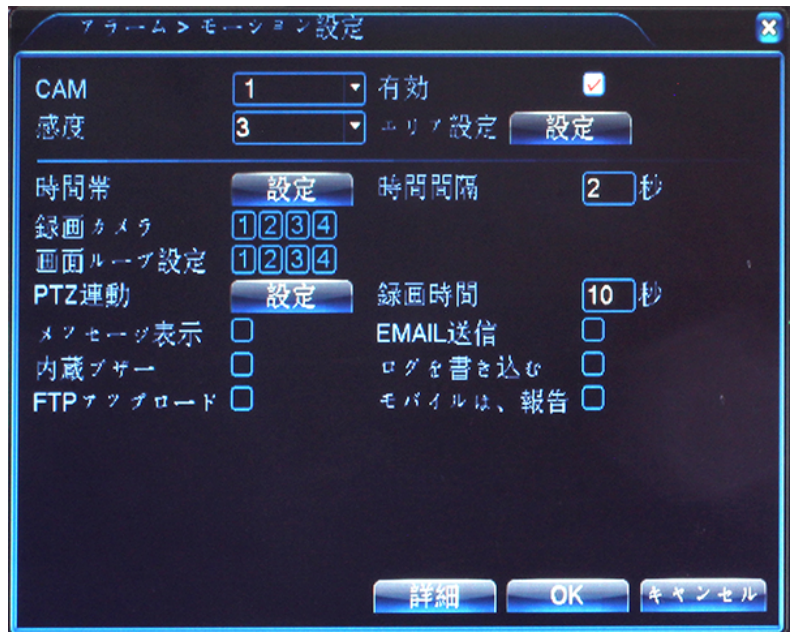 アラーム > モーション設定
CAM 1 有効
感度 3 エリア設定 設定
時間帯 設定 時間間隔 2 秒
録画カメラ 1 2 3 4
画面ループ設定 1 2 3 4
PTZ連動 設定 録画時間 10 秒
メッセージ表示 EMAIL送信
内蔵ブザー ログを書き込む
FTPアップロード モバイルは、報告
詳細 OK キャンセル